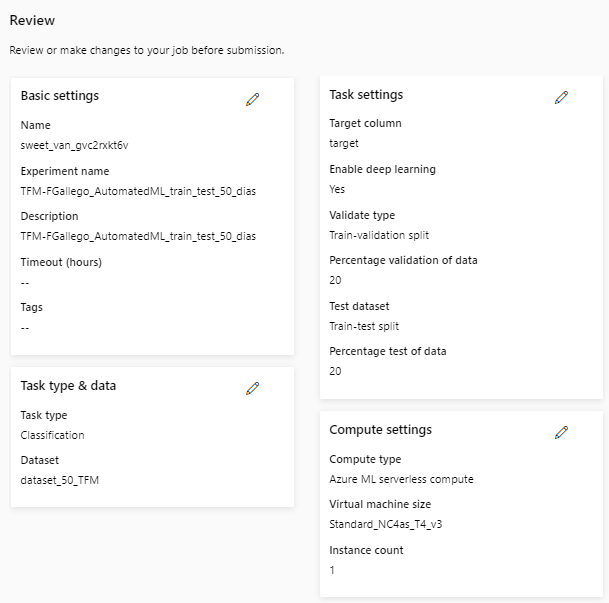 Review
Review or make changes to your job before submission.
Basic settings
Name
sweet_van_gvc2rxkt6v
Experiment name
TFM-FGallego_AutomatedML_train_test_50_dias
Description
TFM-FGallego_AutomatedML_train_test_50_dias
Timeout (hours)
--
Tags
--
Task type & data
Task type
Classification
Dataset
dataset_50_TFM
Task settings
Target column
target
Enable deep learning
Yes
Validate type
Train-validation split
Percentage validation of data
20
Test dataset
Train-test split
Percentage test of data
20
Compute settings
Compute type
Azure ML serverless compute
Virtual machine size
Standard_NC4as_T4_v3
Instance count
1